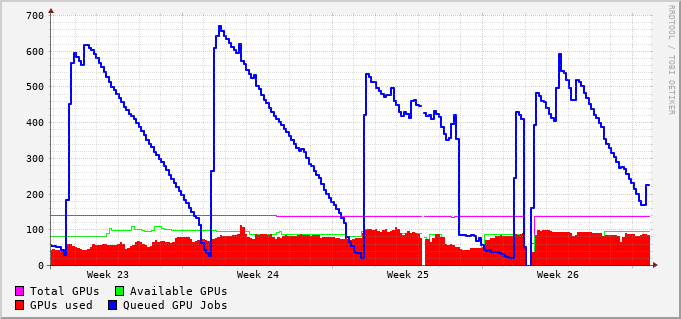 700
600
500
400
300
200
100
0
Week 23 Week 24 Week 25 Week 26
Total GPUs Available GPUs
GPUs used Queued GPU Jobs
RRDTOOL / TOBI OETIKER